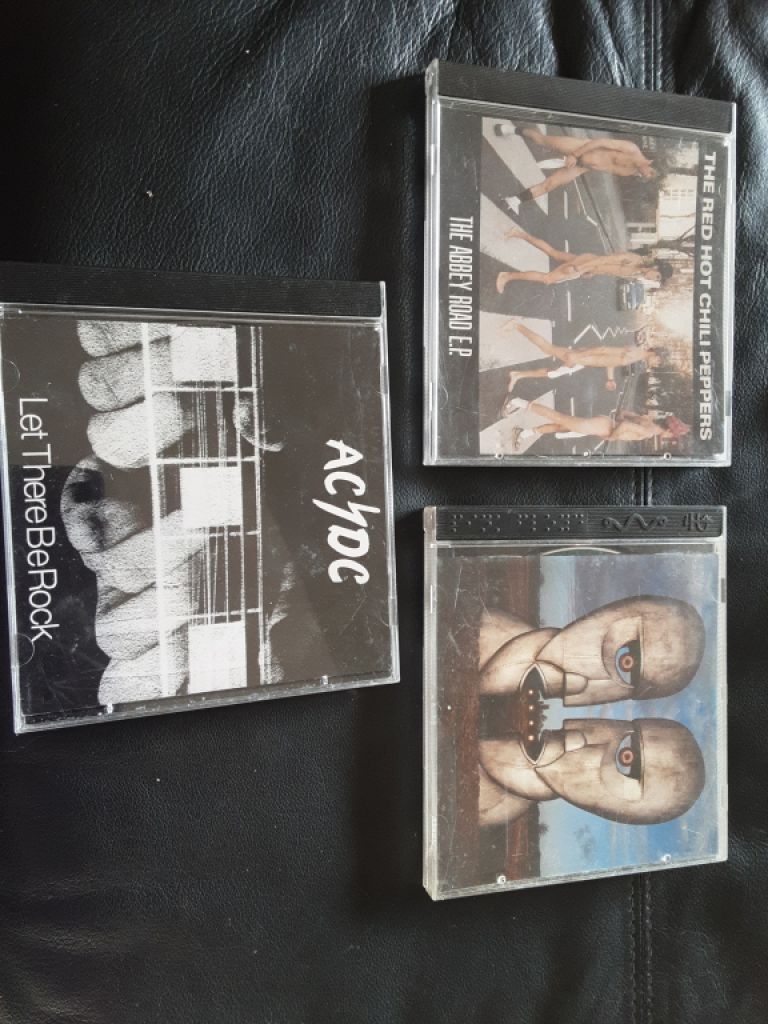 THE RED HOT CHILI PEPPERS
THE ABBEY ROAD E.P.
AC/DC
Let There Be Rock